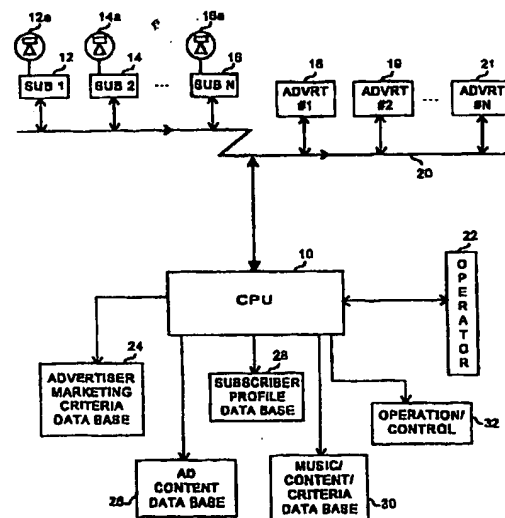 12a 14a 16a
12 14 16 18 19 21
SUB 1 SUB 2 ... SUB N
ADVRT #1 ADVRT #2 ... ADVRT #N
20
10
CPU
22
OPERATOR
24
ADVERTISER MARKETING CRITERIA DATA BASE
28
SUBSCRIBER PROFILE DATA BASE
OPERATION/ CONTROL
32
AD CONTENT DATA BASE
26
MUSIC/ CONTENT/ CRITERIA DATA BASE
30